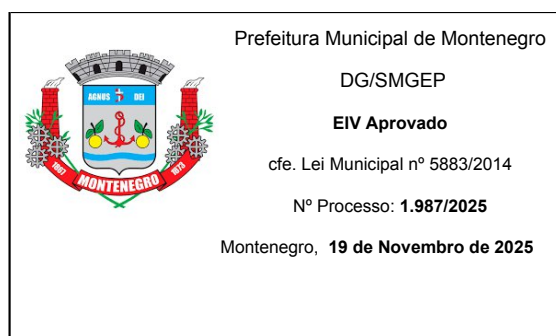 Prefeitura Municipal de Montenegro
DG/SMGEP
EIV Aprovado
cfe. Lei Municipal nº 5883/2014
Nº Processo: 1.987/2025
Montenegro, 19 de Novembro de 2025
AGNUS DEI
1867 MONTENEGRO 1873